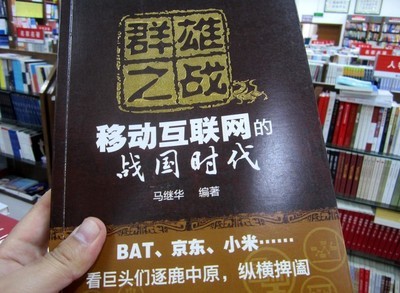 群雄
之战
移动互联网的
战国时代
马继华 编著
BAT、京东、小米……
看巨头们逐鹿中原，纵横捭阖